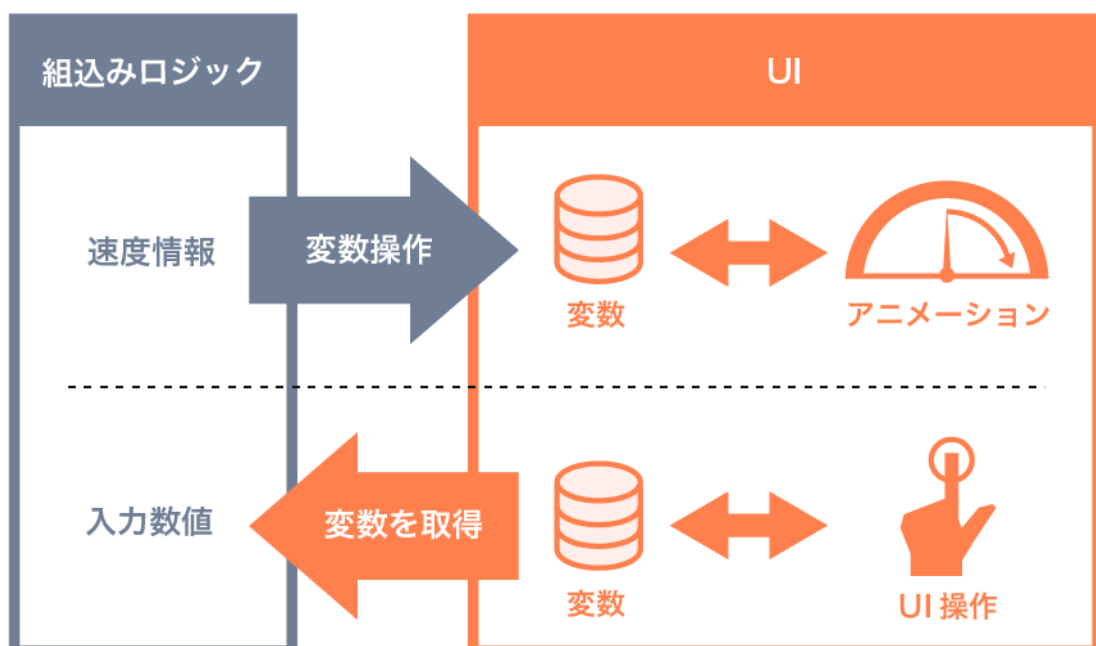 組込みロジック
UI
速度情報
変数操作
変数
アニメーション
入力数値
変数を取得
変数
UI 操作